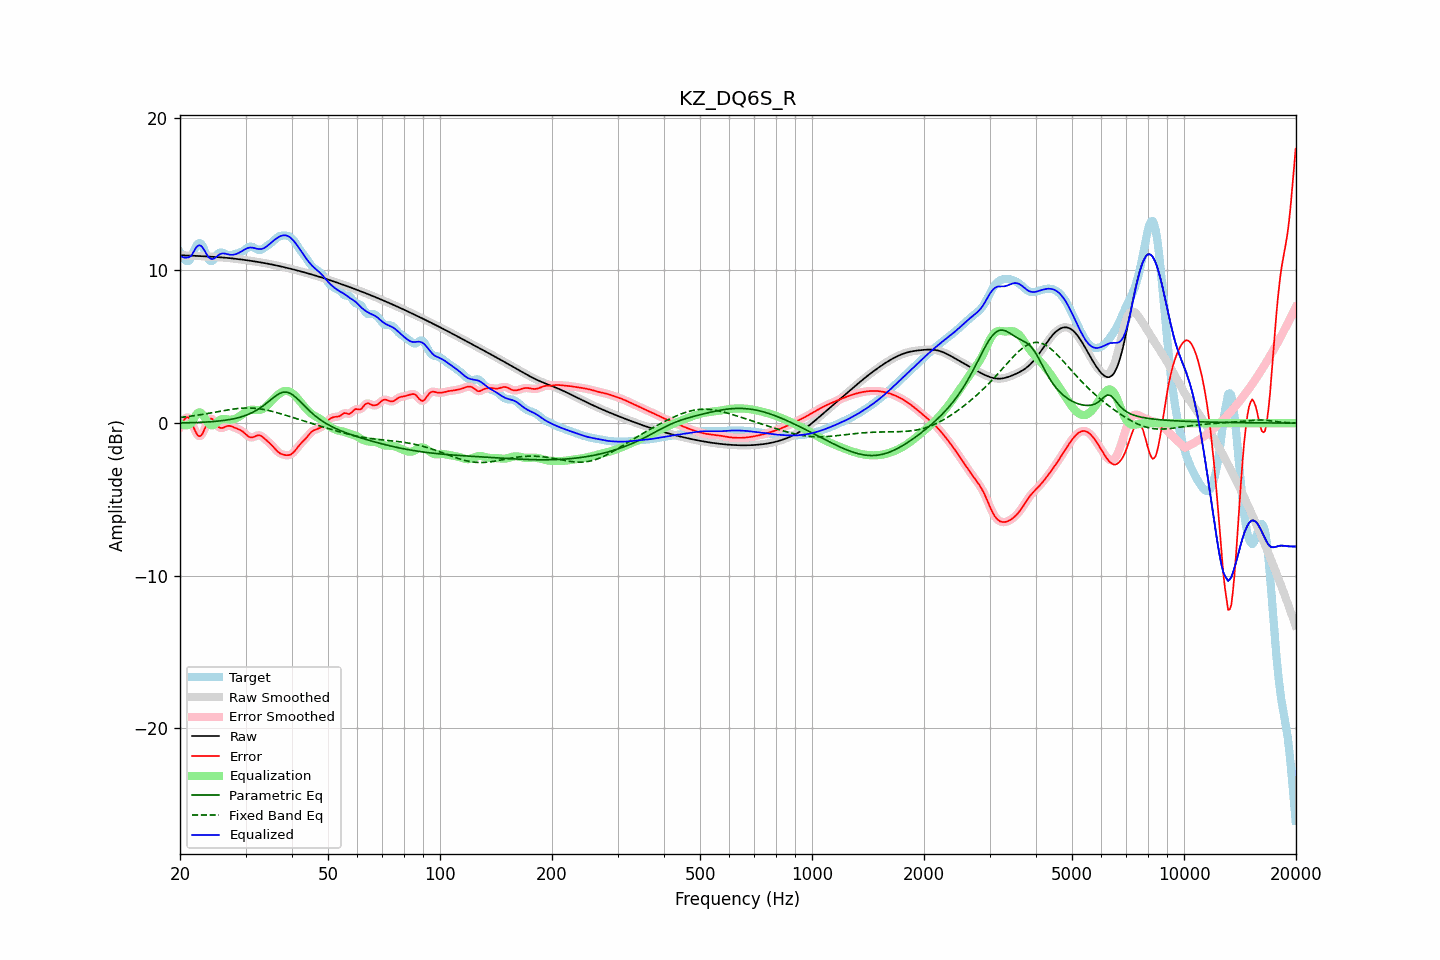 KZ_DQ6S_R
Amplitude (dBr)
20
10
0
−10
−20
Target
Raw Smoothed
Error Smoothed
Raw
Error
Equalization
Parametric Eq
Fixed Band Eq
Equalized
20 50 100 200 500 1000 2000 5000 10000 20000
Frequency (Hz)